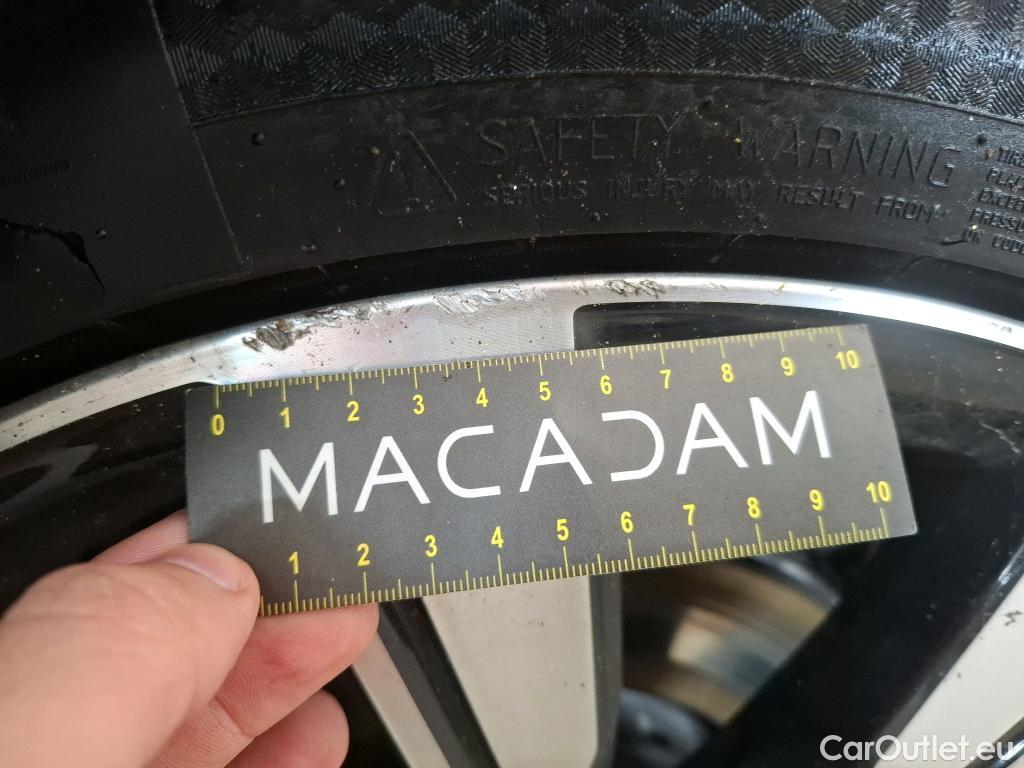 SAFETY WARNING
SERIOUS INJURY MAY RESULT FROM:
0 1 2 3 4 5 6 7 8 9 10
MACADAM
1 2 3 4 5 6 7 8 9 10
CarOutlet.eu